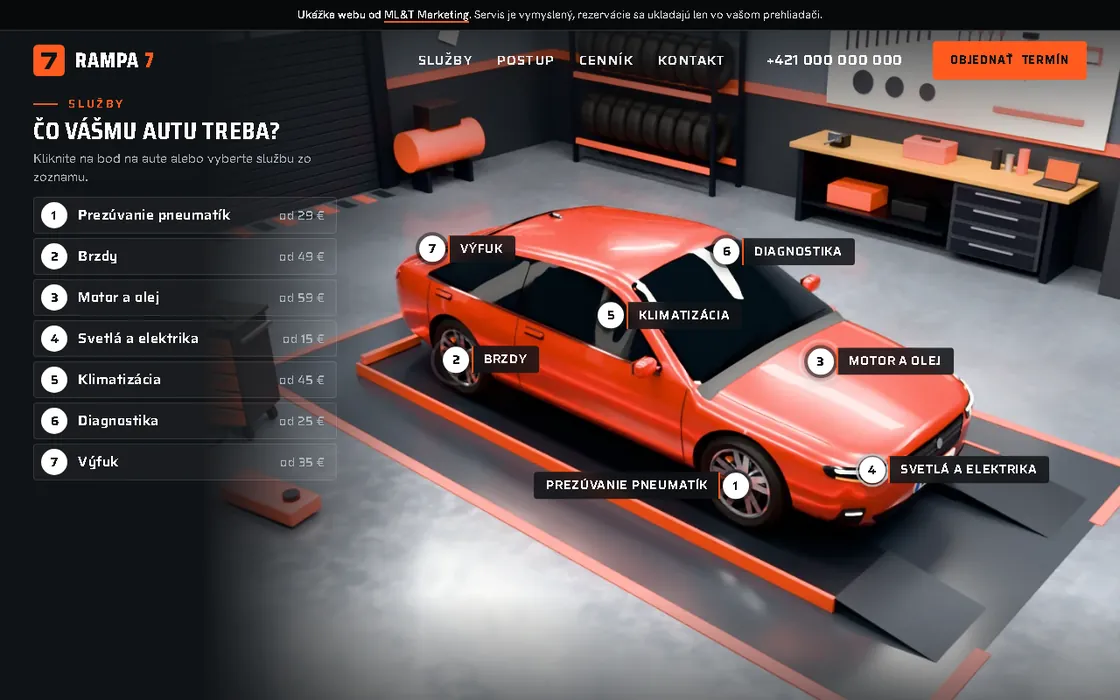 Ukážka webu od ML&T Marketing. Servis je vymyslený, rezervácie sa ukladajú len vo vašom prehliadači.
7 RAMPA 7
SLUŽBY POSTUP CENNÍK KONTAKT +421 000 000 000 OBJEDNAŤ TERMÍN
SLUŽBY
ČO VÁŠMU AUTU TREBA?
Kliknite na bod na aute alebo vyberte službu zo
zoznamu.
1 Prezúvanie pneumatík od 29 €
2 Brzdy od 49 €
3 Motor a olej od 59 €
4 Svetlá a elektrika od 15 €
5 Klimatizácia od 45 €
6 Diagnostika od 25 €
7 Výfuk od 35 €
7 VÝFUK
6 DIAGNOSTIKA
5 KLIMATIZÁCIA
2 BRZDY
3 MOTOR A OLEJ
4 SVETLÁ A ELEKTRIKA
PREZÚVANIE PNEUMATÍK 1